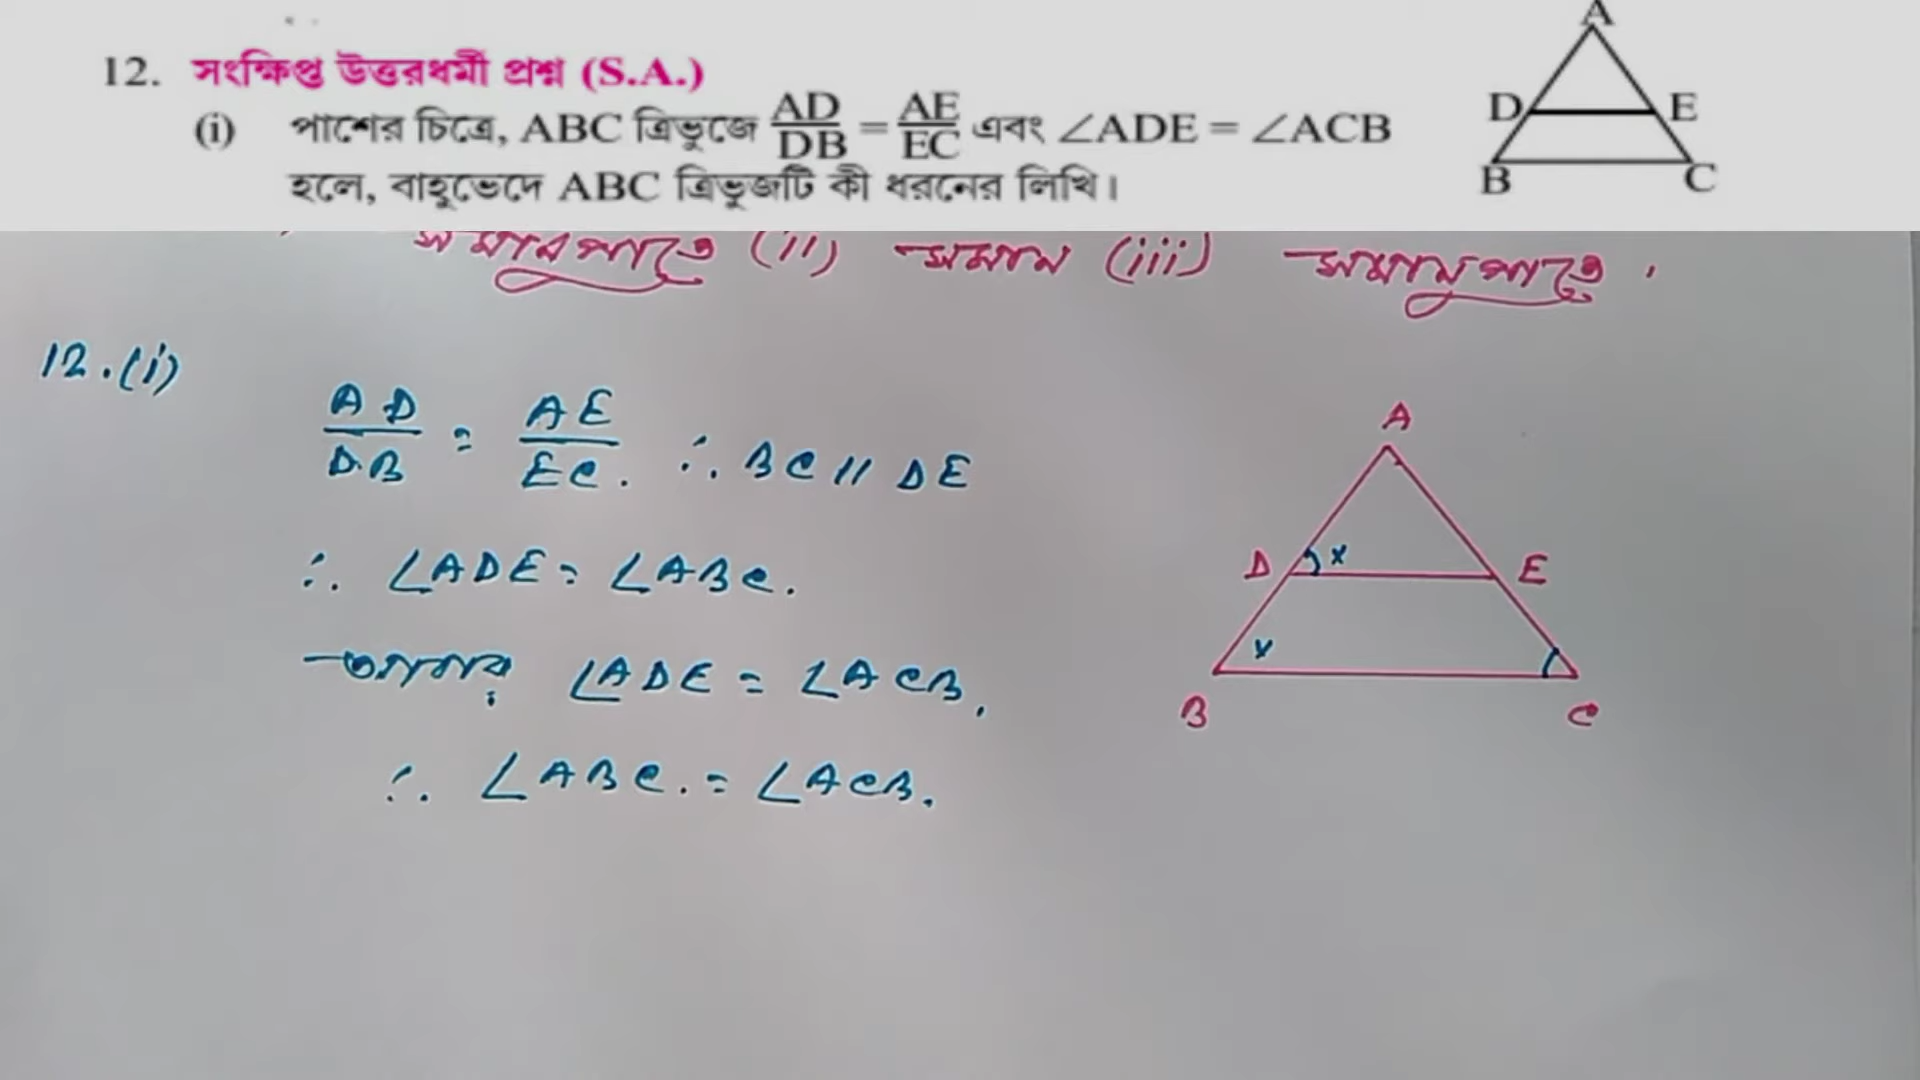 12. সংক্ষিপ্ত উত্তরধর্মী প্রশ্ন (S.A.)
(i) পাশের চিত্রে, ABC ত্রিভুজে AD/DB = AE/EC এবং ∠ADE = ∠ACB
হলে, বাহুভেদে ABC ত্রিভুজটি কী ধরনের লিখি।
A
D E
B C
সমানুপাতে (ii) সমান (iii) সমানুপাতে .
12.(i)
AD/DB = AE/EC. ∴ BC // DE
∴ ∠ADE = ∠ABC.
আবার, ∠ADE = ∠ACB.
∴ ∠ABC. = ∠ACB.
A
D x E
x
B C